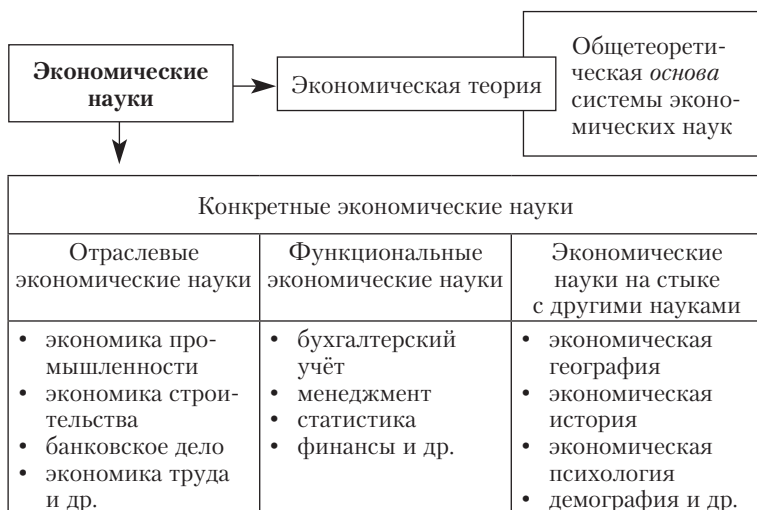 Экономические
науки
Экономическая теория
Общетеорети-
ческая основа
системы эконо-
мических наук
Конкретные экономические науки
Отраслевые
экономические науки
Функциональные
экономические науки
Экономические
науки на стыке
с другими науками
• экономика про-
мышленности
• экономика строи-
тельства
• банковское дело
• экономика труда
и др.
• бухгалтерский
учёт
• менеджмент
• статистика
• финансы и др.
• экономическая
география
• экономическая
история
• экономическая
психология
• демография и др.